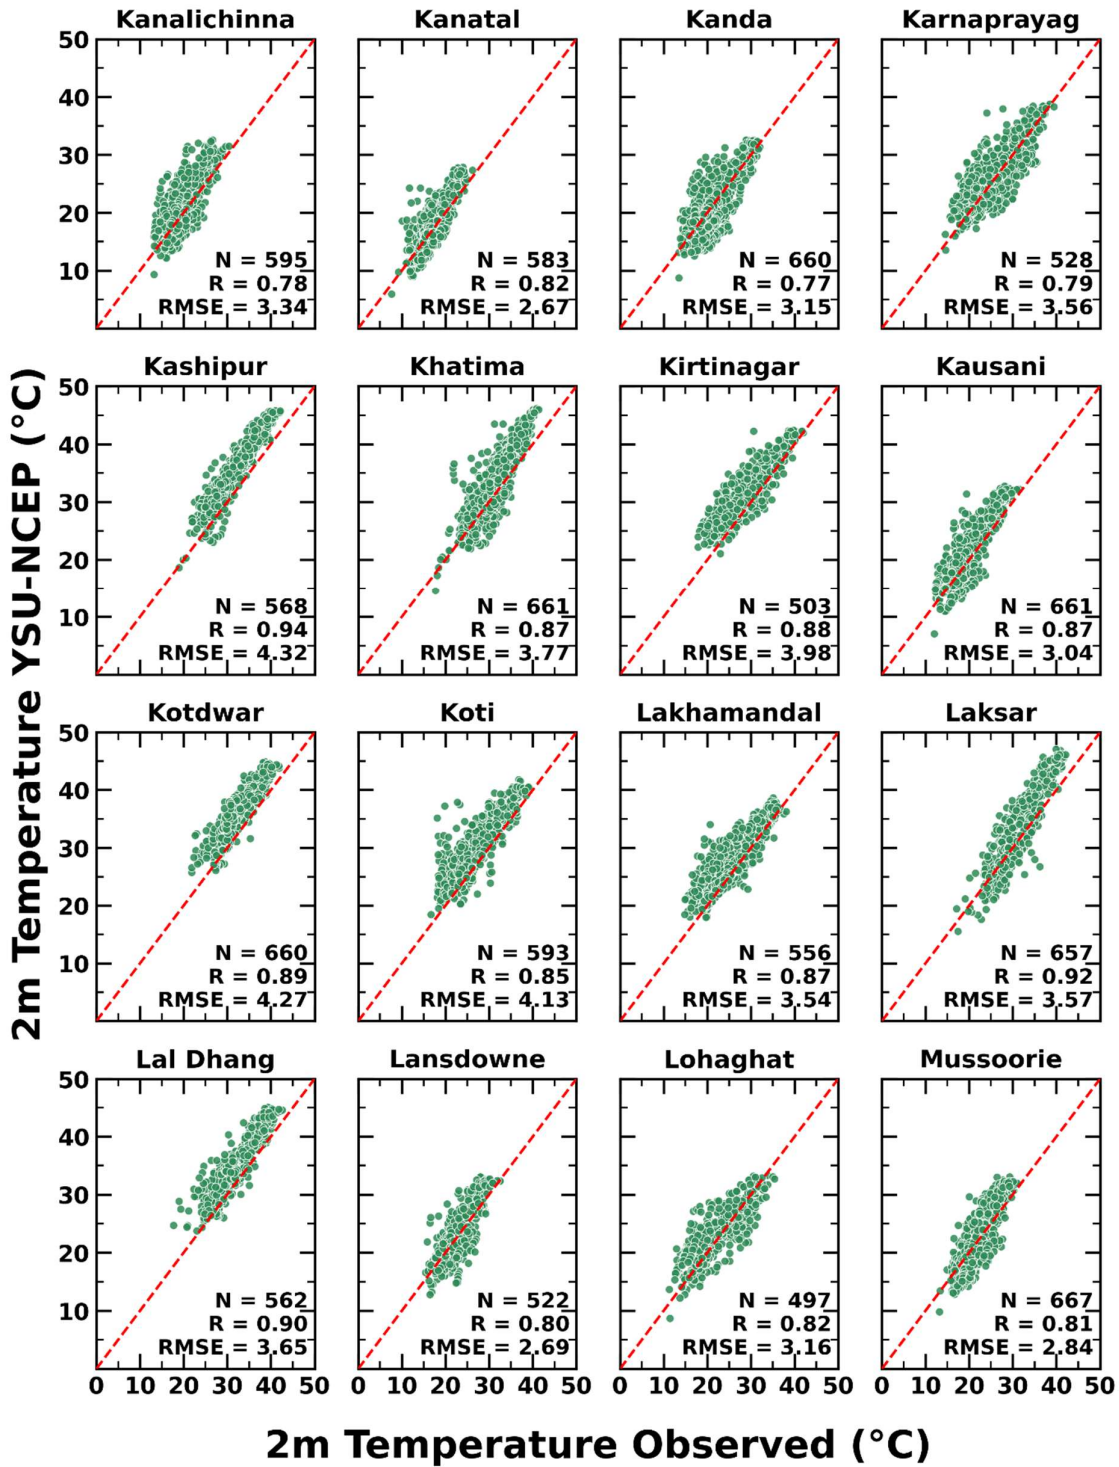 Kanalichinna Kanatal Kanda Karnaprayag
50
40
30
20
10
N = 595 N = 583 N = 660 N = 528
R = 0.78 R = 0.82 R = 0.77 R = 0.79
RMSE = 3.34 RMSE = 2.67 RMSE = 3.15 RMSE = 3.56
2m Temperature YSU-NCEP (°C)
Kashipur Khatima Kirtinagar Kausani
50
40
30
20
10
N = 568 N = 661 N = 503 N = 661
R = 0.94 R = 0.87 R = 0.88 R = 0.87
RMSE = 4.32 RMSE = 3.77 RMSE = 3.98 RMSE = 3.04
Kotdwar Koti Lakhamandal Laksar
50
40
30
20
10
N = 660 N = 593 N = 556 N = 657
R = 0.89 R = 0.85 R = 0.87 R = 0.92
RMSE = 4.27 RMSE = 4.13 RMSE = 3.54 RMSE = 3.57
Lal Dhang Lansdowne Lohaghat Mussoorie
50
40
30
20
10
N = 562 N = 522 N = 497 N = 667
R = 0.90 R = 0.80 R = 0.82 R = 0.81
RMSE = 3.65 RMSE = 2.69 RMSE = 3.16 RMSE = 2.84
0 10 20 30 40 50 0 10 20 30 40 50 0 10 20 30 40 50 0 10 20 30 40 50
2m Temperature Observed (°C)